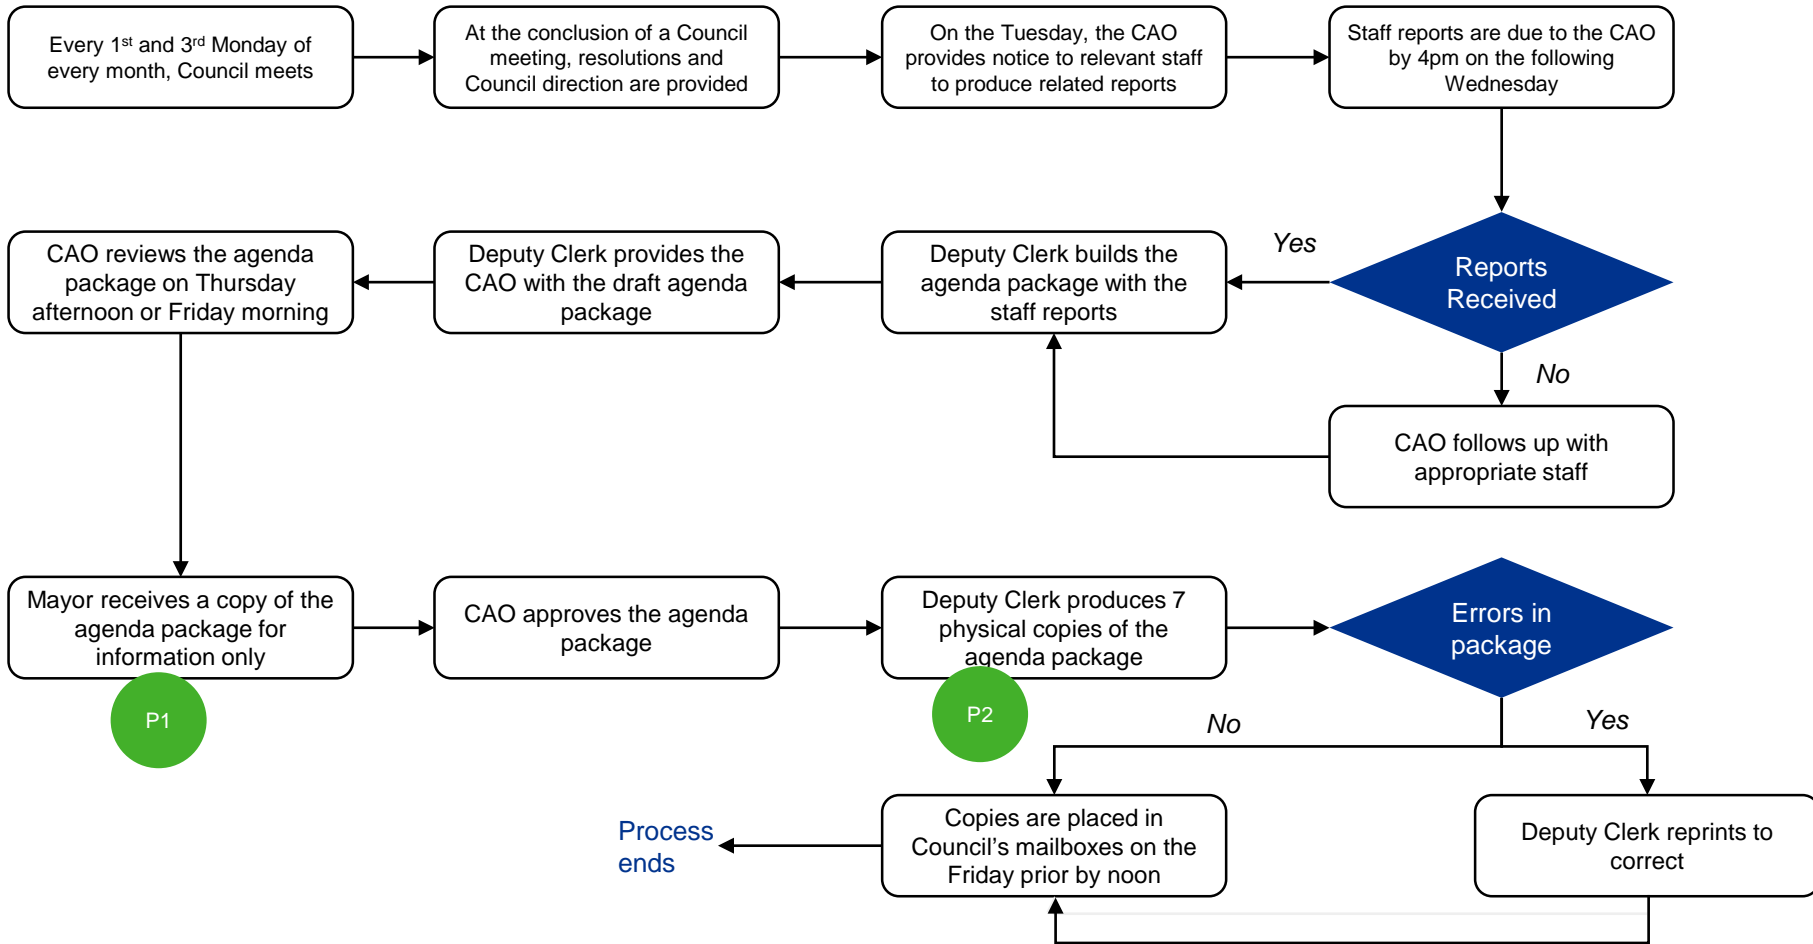 Every 1st and 3rd Monday of
every month, Council meets
At the conclusion of a Council
meeting, resolutions and
Council direction are provided
On the Tuesday, the CAO
provides notice to relevant staff
to produce related reports
Staff reports are due to the CAO
by 4pm on the following
Wednesday
CAO reviews the agenda
package on Thursday
afternoon or Friday morning
Deputy Clerk provides the
CAO with the draft agenda
package
Deputy Clerk builds the
agenda package with the
staff reports
Yes
Reports
Received
No
CAO follows up with
appropriate staff
Mayor receives a copy of the
agenda package for
information only
P1
CAO approves the agenda
package
Deputy Clerk produces 7
physical copies of the
agenda package
P2
Errors in
package
No
Yes
Process
ends
Copies are placed in
Council’s mailboxes on the
Friday prior by noon
Deputy Clerk reprints to
correct